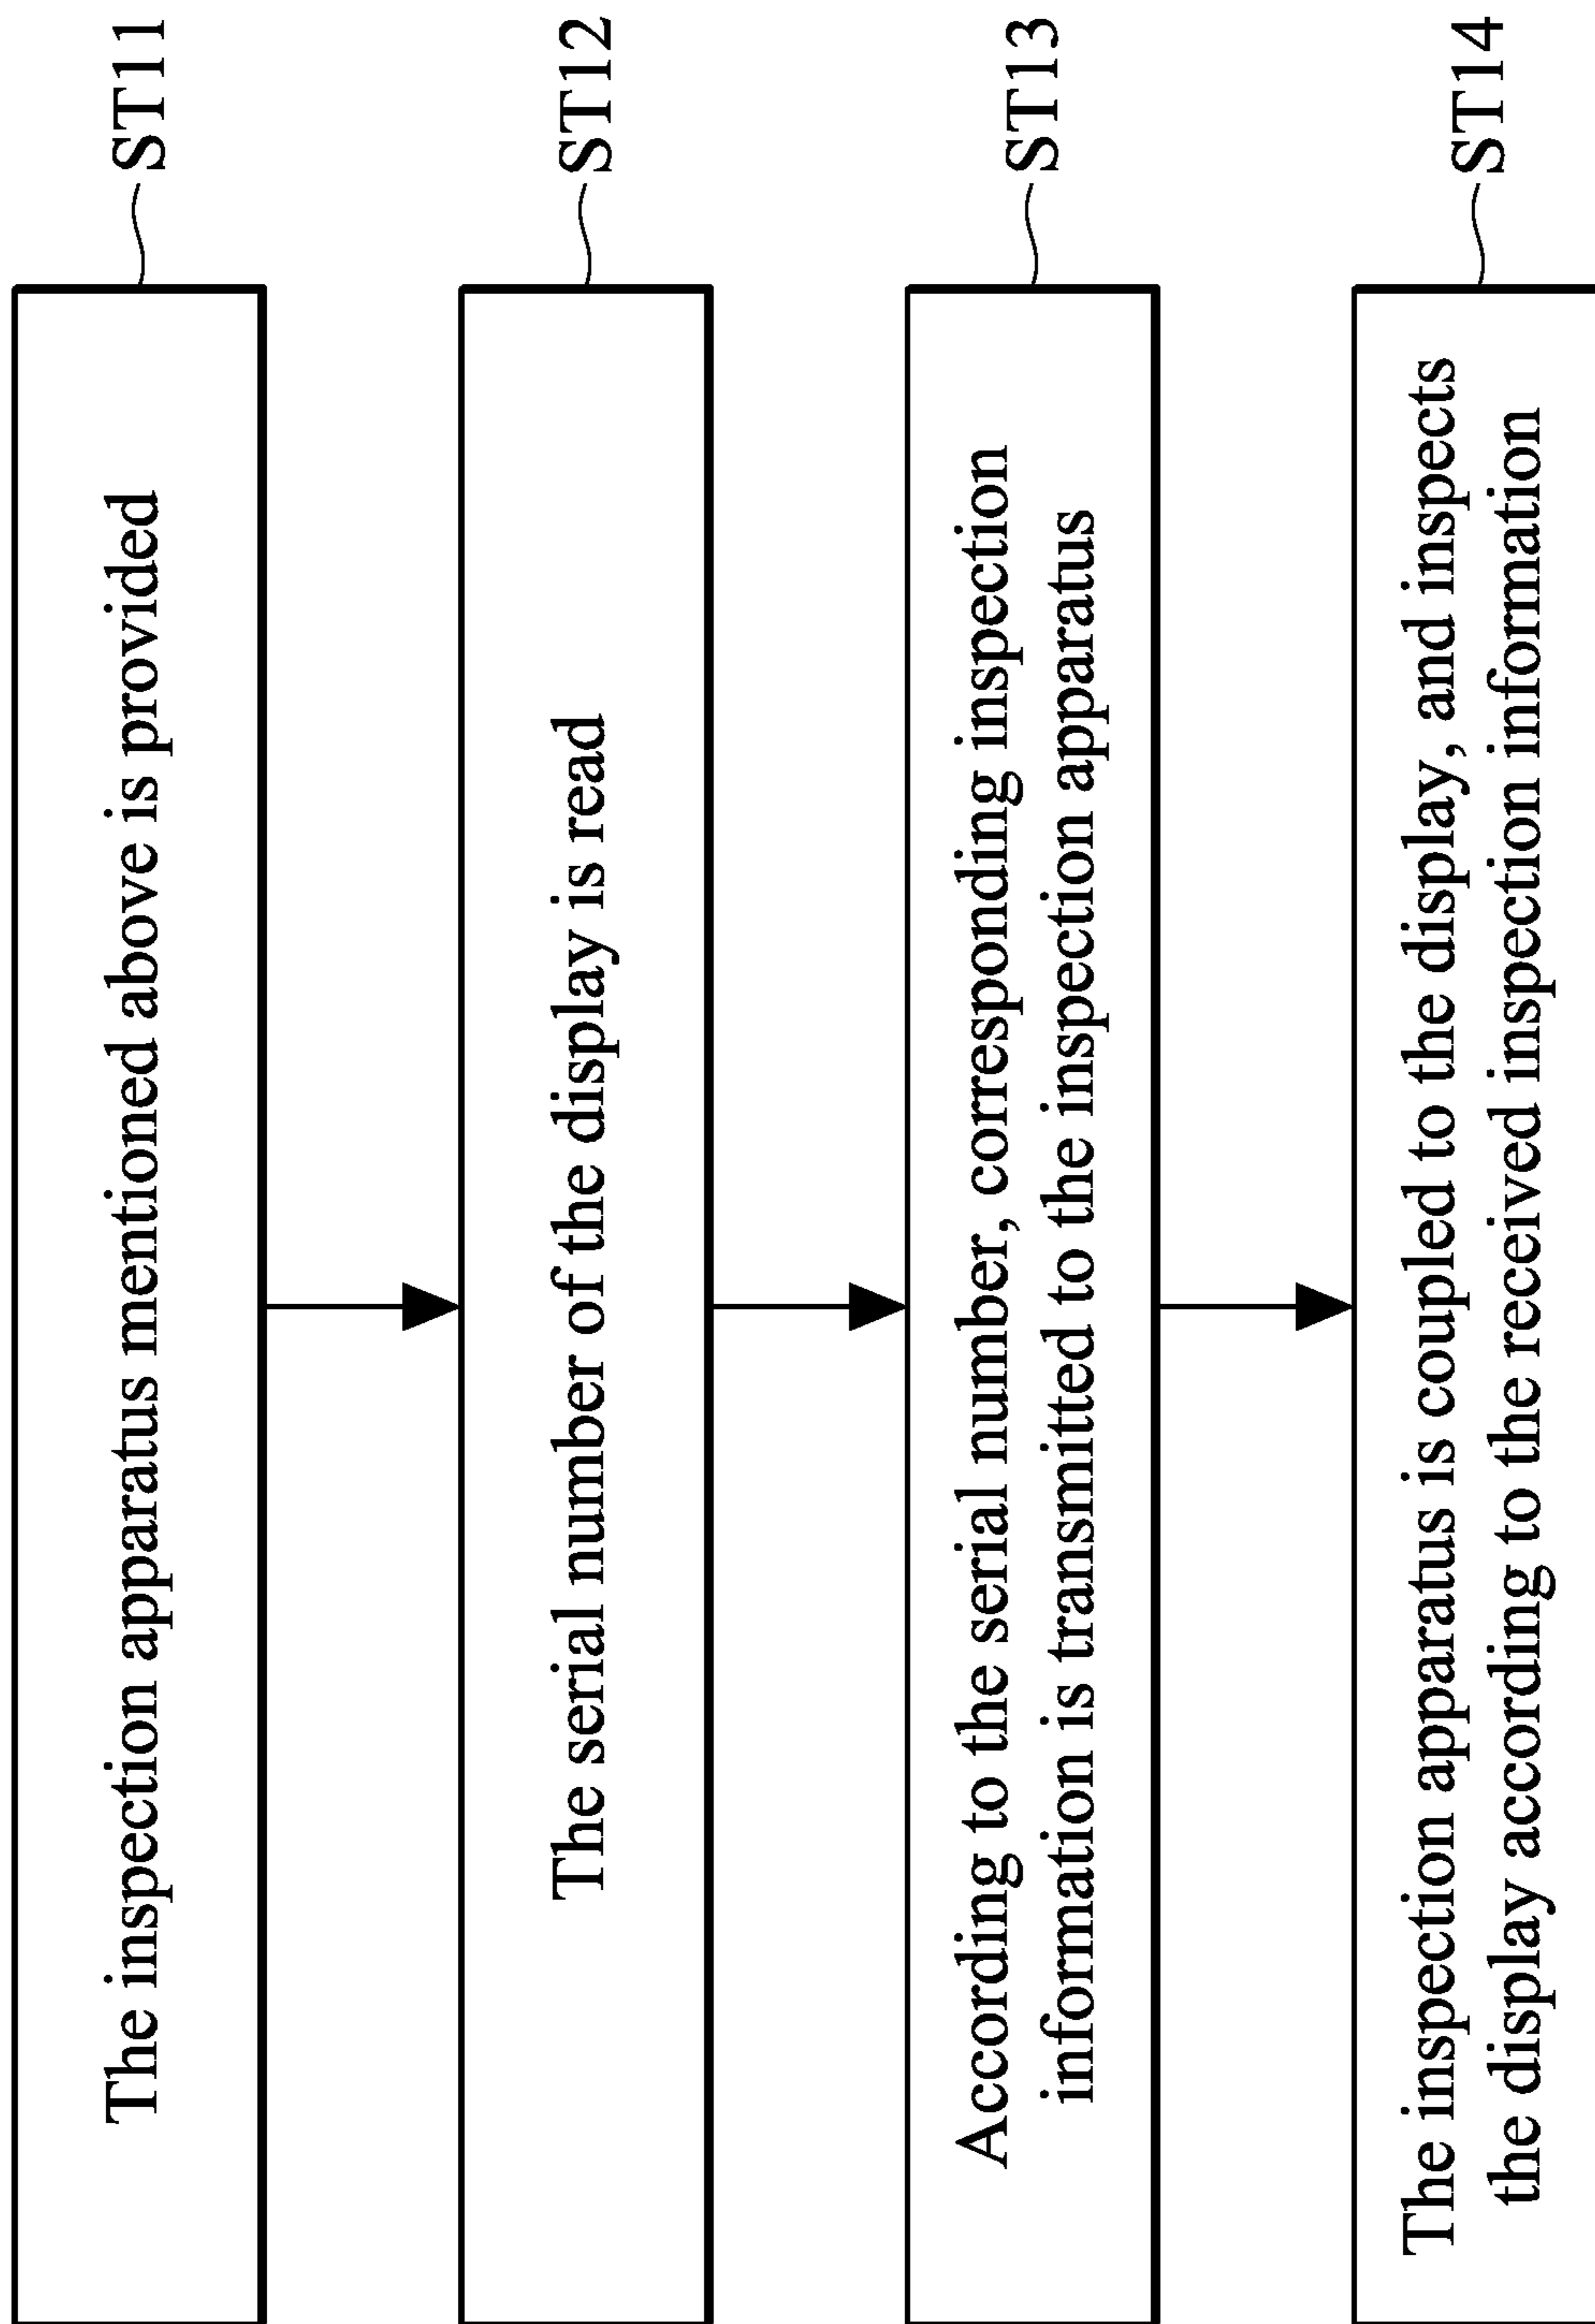 The inspection apparatus mentioned above is provided
ST11
The serial number of the display is read
ST12
According to the serial number, corresponding inspection
information is transmitted to the inspection apparatus
ST13
The inspection apparatus is coupled to the display, and inspects
the display according to the received inspection information
ST14